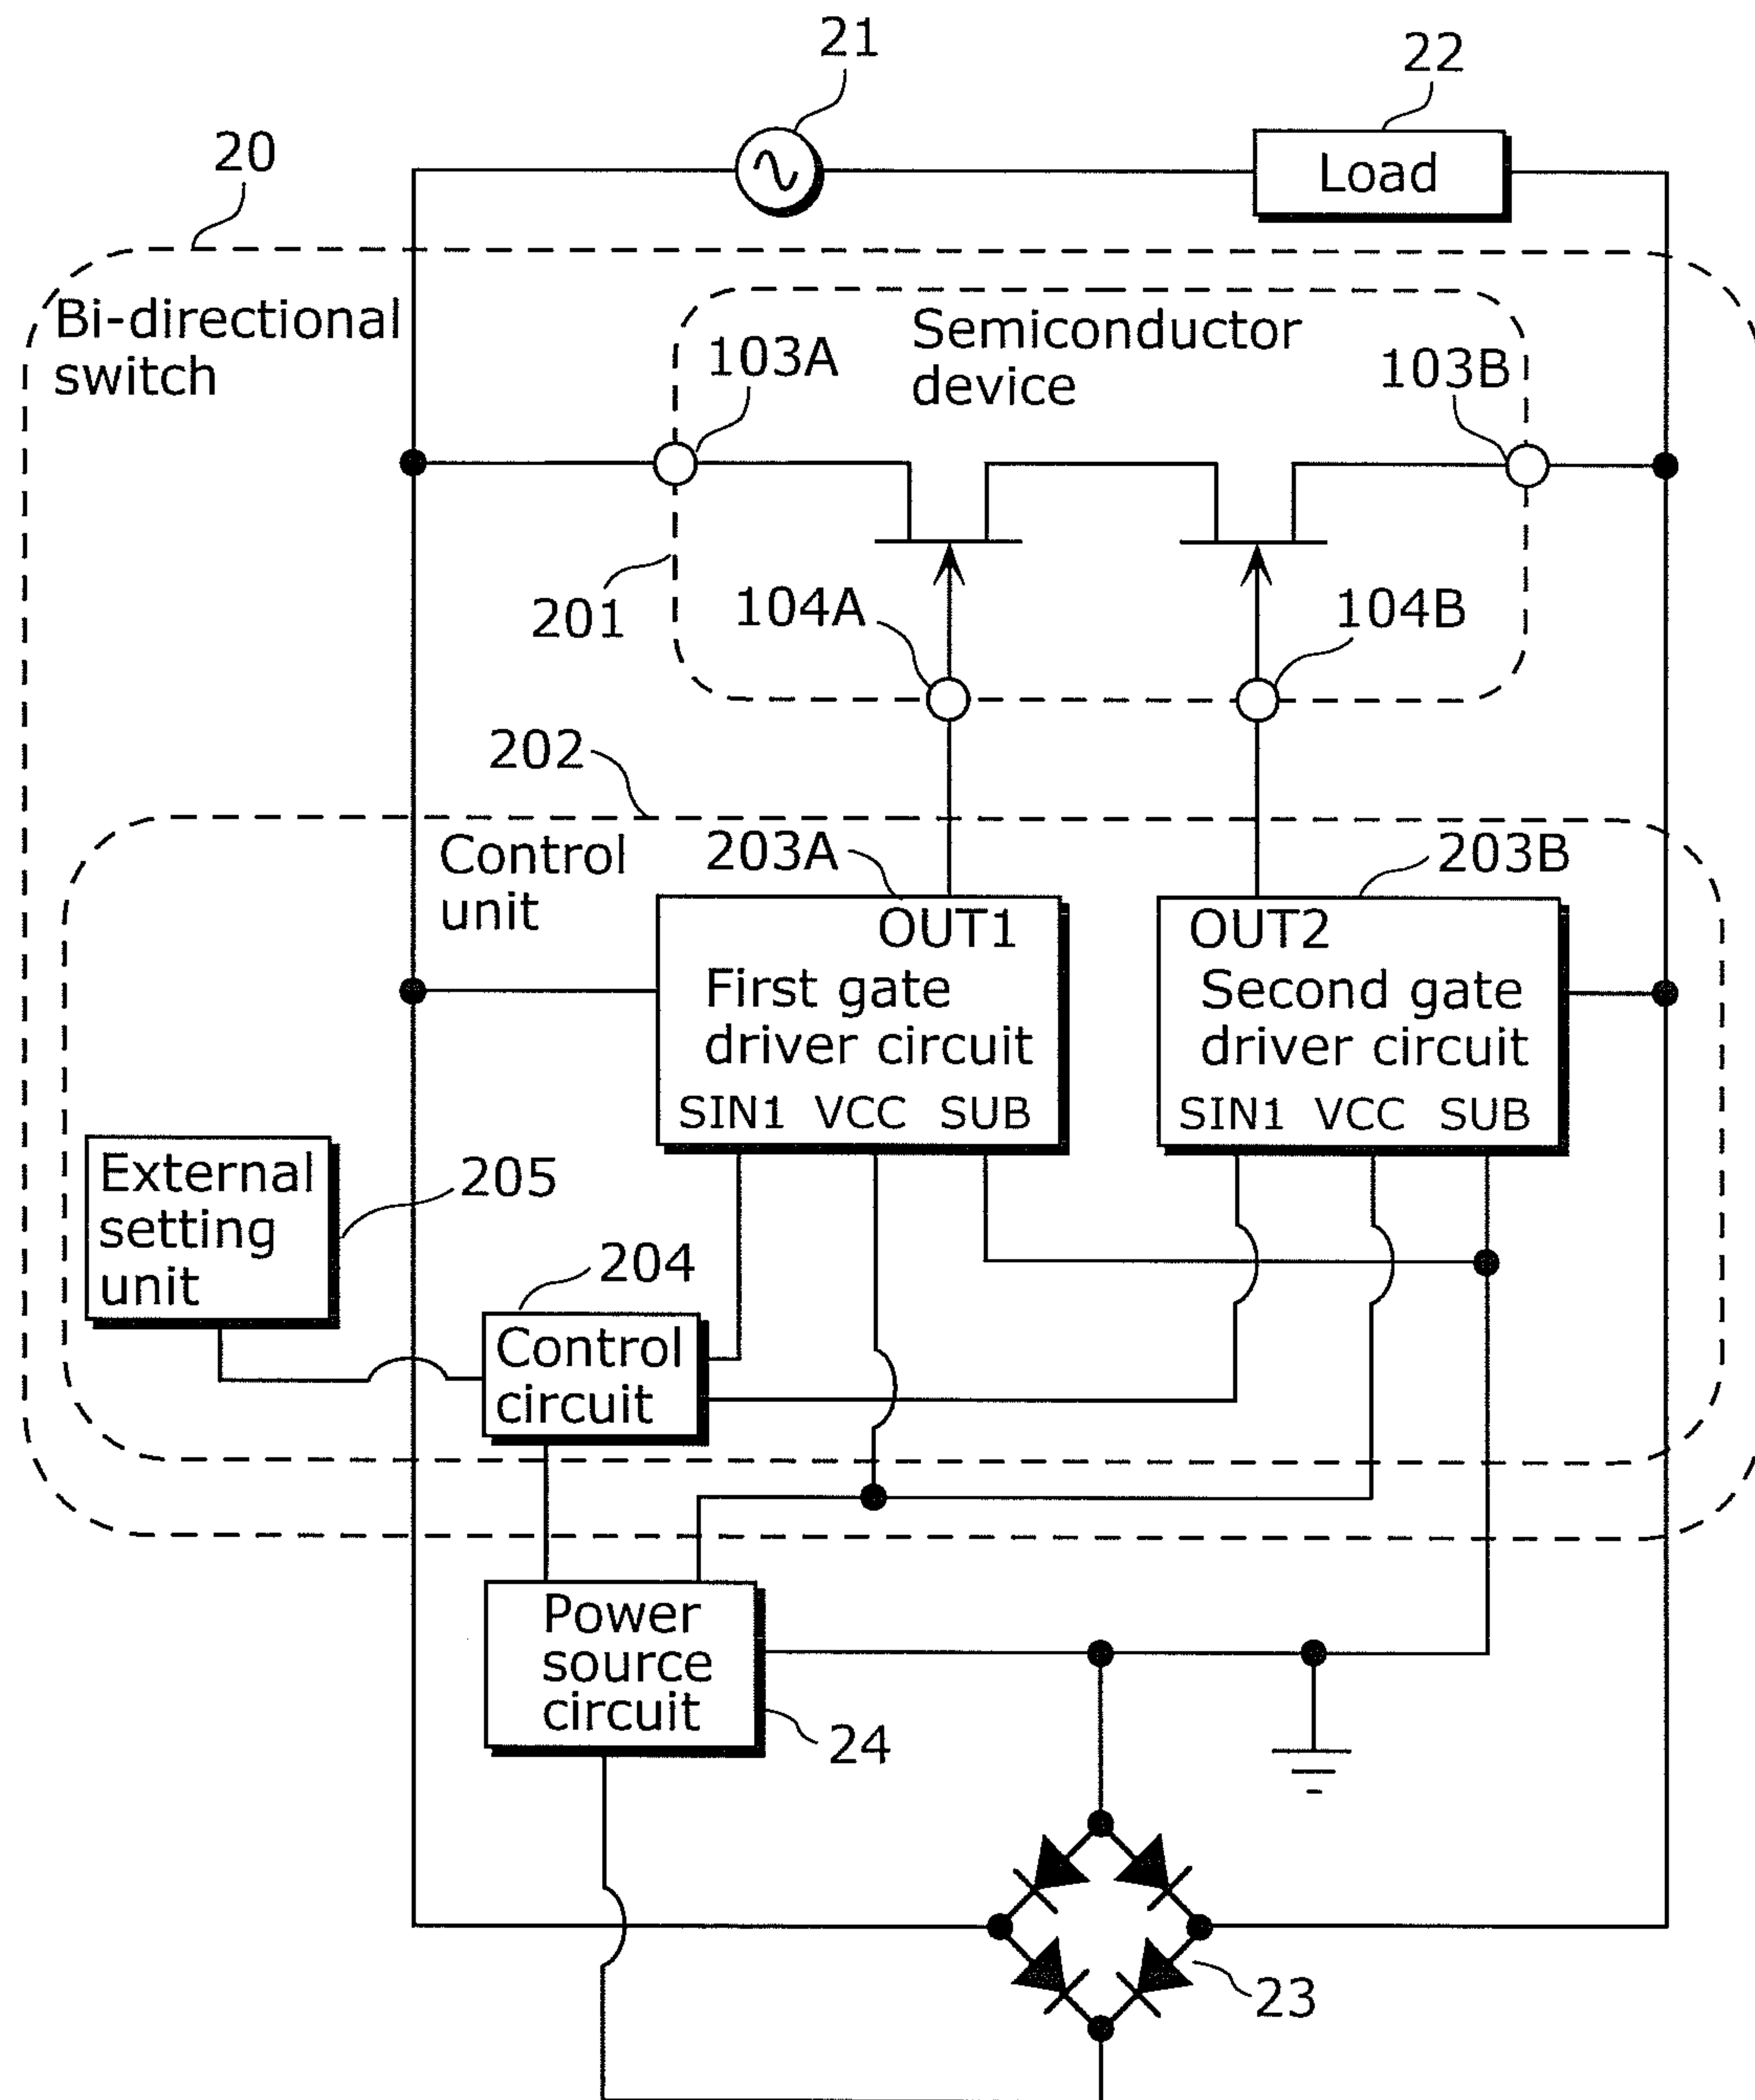 21
22
20
Load
Bi-directional
switch
Semiconductor
device
103A
103B
201
104A
104B
202
Control
unit
203A
203B
OUT1
First gate
driver circuit
SIN1 VCC SUB
OUT2
Second gate
driver circuit
SIN1 VCC SUB
External
setting
unit
205
204
Control
circuit
Power
source
circuit
24
23